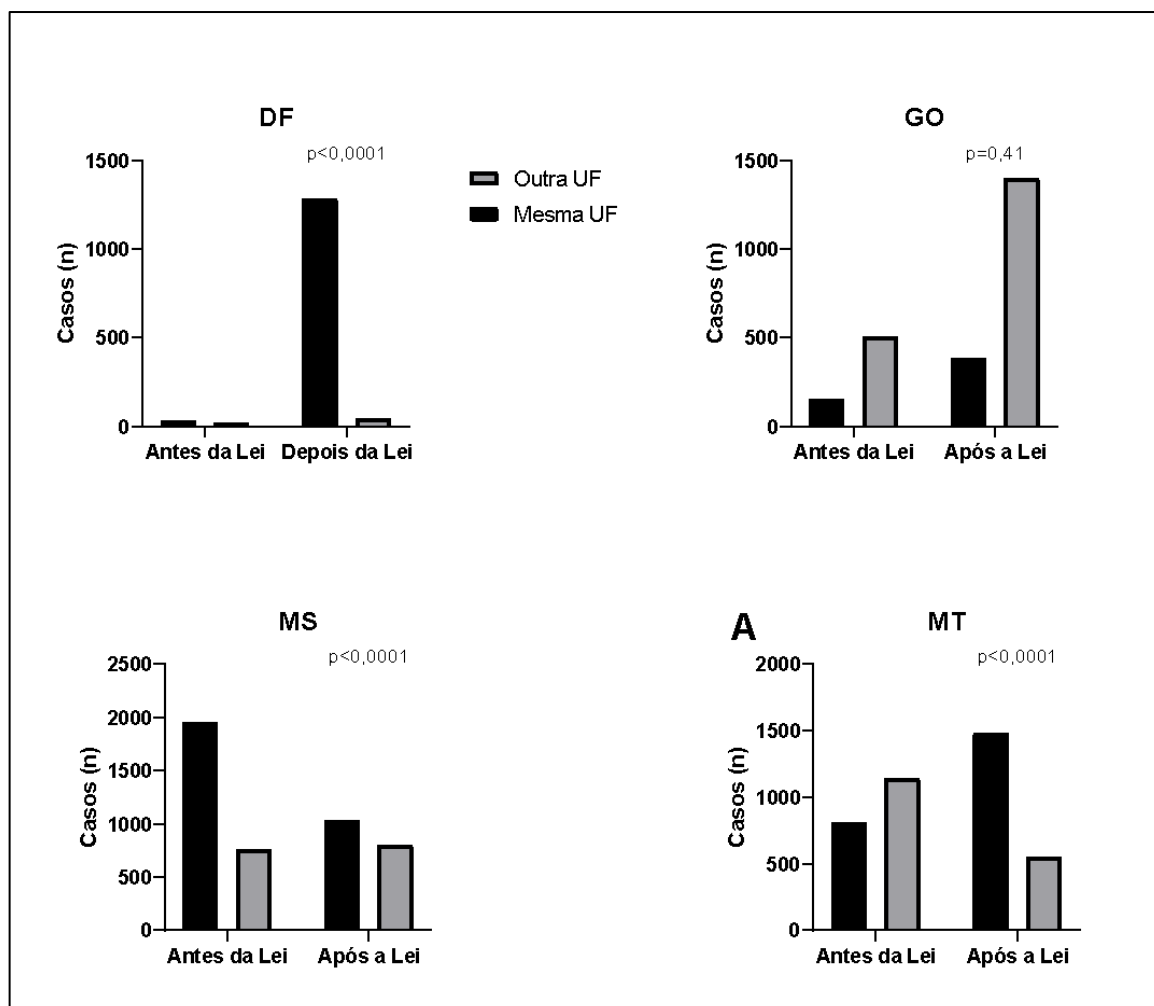 DF
p<0,0001
Casos (n)
1500
1000
500
0
Antes da Lei
Depois da Lei
Outra UF
Mesma UF
GO
p=0,41
Casos (n)
1500
1000
500
0
Antes da Lei
Após a Lei
MS
p<0,0001
Casos (n)
2500
2000
1500
1000
500
0
Antes da Lei
Após a Lei
A
MT
p<0,0001
Casos (n)
2000
1500
1000
500
0
Antes da Lei
Após a Lei